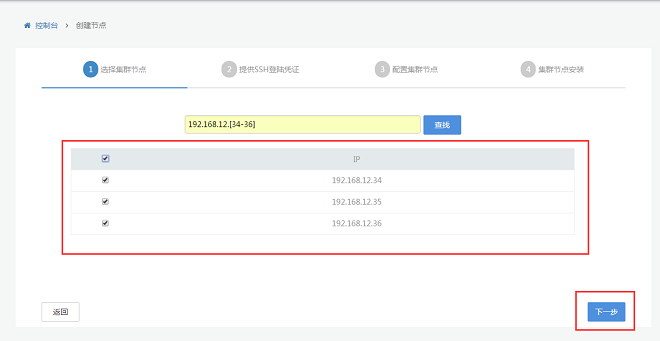 控制台 > 创建节点
1 选择集群节点 2 提供SSH登陆凭证 3 配置集群节点 4 集群节点安装
192.168.12.[34-36] 查找
IP
192.168.12.34
192.168.12.35
192.168.12.36
返回 下一步